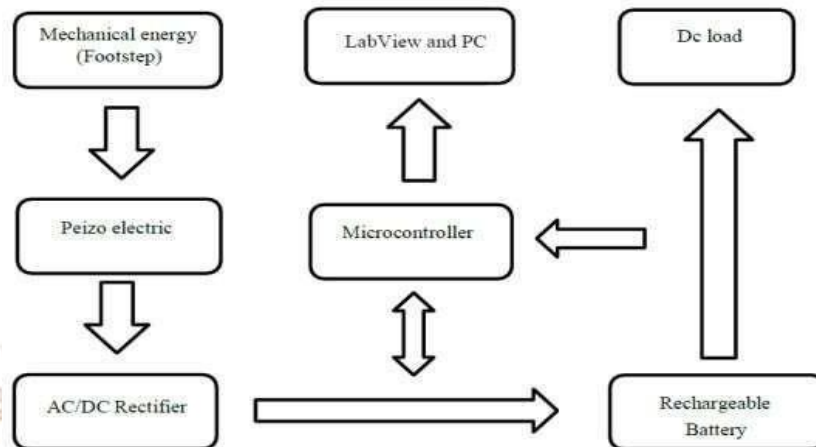 Mechanical energy
(Footstep)
LabView and PC
Dc load
Peizo electric
Microcontroller
AC/DC Rectifier
Rechargeable
Battery